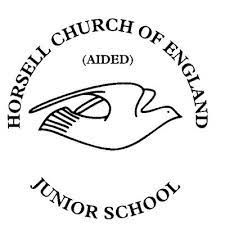 HORSELL CHURCH OF ENGLAND
(AIDED)
JUNIOR SCHOOL